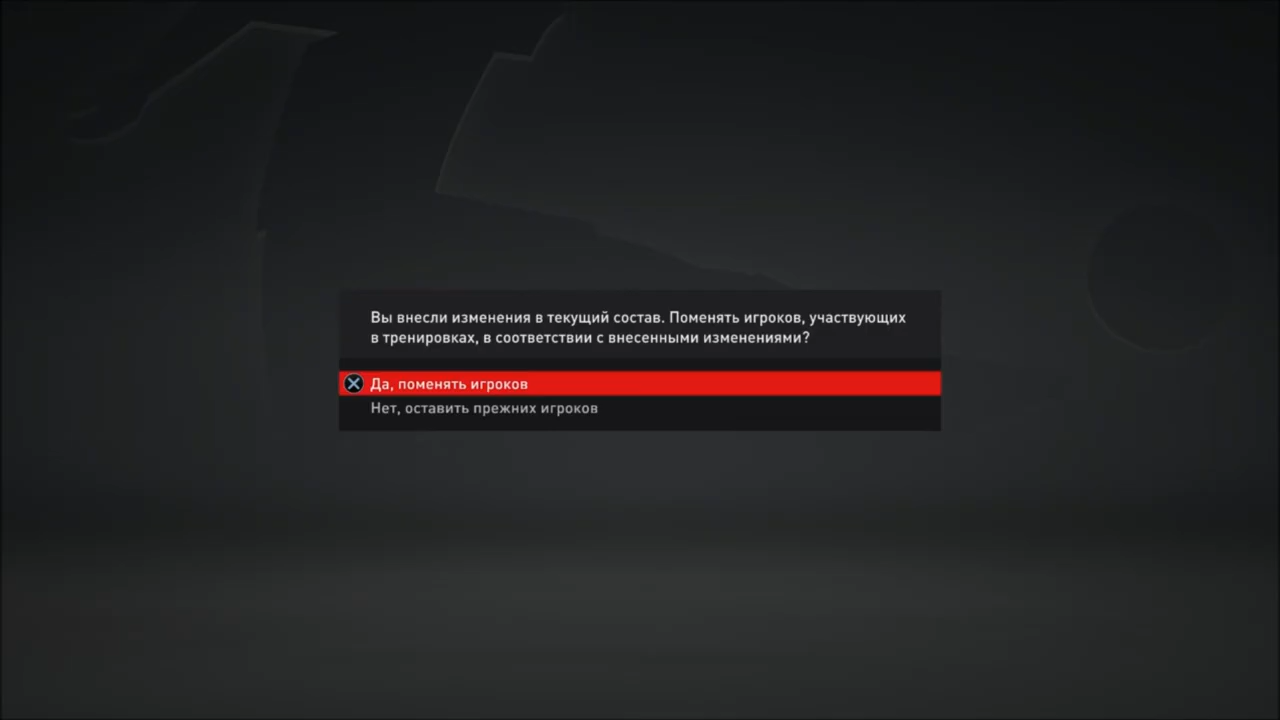 Вы внесли изменения в текущий состав. Поменять игроков, участвующих
в тренировках, в соответствии с внесенными изменениями?
Да, поменять игроков
Нет, оставить прежних игроков